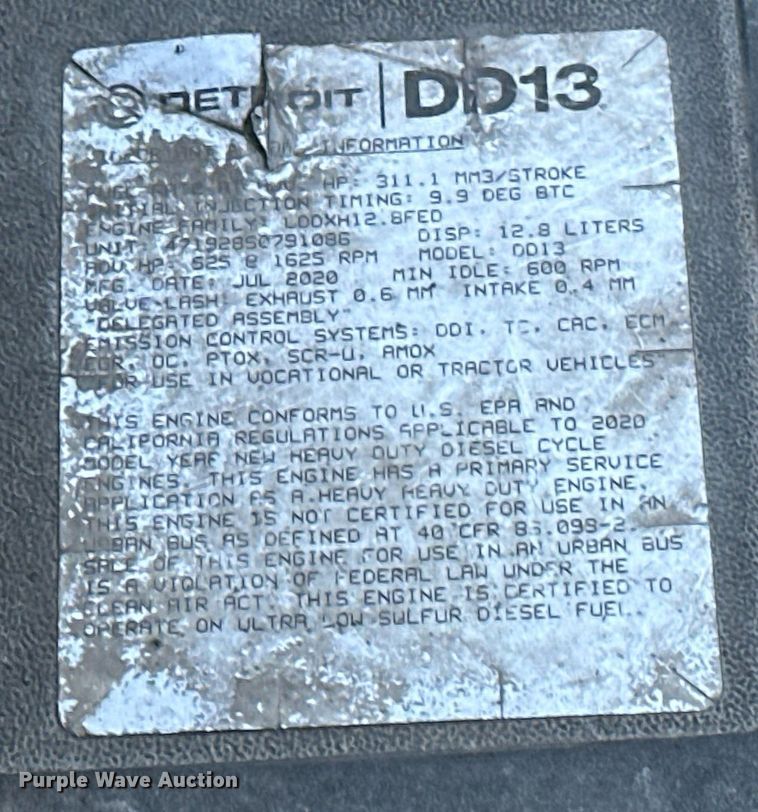 DETROIT | DD13
INFORMATION
HP: 311.1 MM3/STROKE
INITIAL INJECTION TIMING: 9.9 DEG BTC
ENGINE FAMILY: LDDXH12.8FED
UNIT: 471928S0791086 DISP: 12.8 LITERS
ADV HP: 525 @ 1625 RPM MODEL: DD13
MFG. DATE: JUL 2020 MIN IDLE: 600 RPM
VALVE LASH: EXHAUST 0.6 MM INTAKE 0.4 MM
"DELEGATED ASSEMBLY"
EMISSION CONTROL SYSTEMS: DDI, TC, CAC, ECM,
EGR, OC, PTOX, SCR-U, AMOX
FOR USE IN VOCATIONAL OR TRACTOR VEHICLES
THIS ENGINE CONFORMS TO U.S. EPA AND
CALIFORNIA REGULATIONS APPLICABLE TO 2020
MODEL YEAR NEW HEAVY DUTY DIESEL CYCLE
ENGINES. THIS ENGINE HAS A PRIMARY SERVICE
APPLICATION AS A HEAVY HEAVY DUTY ENGINE.
THIS ENGINE IS NOT CERTIFIED FOR USE IN AN
URBAN BUS AS DEFINED AT 40 CFR 86.093-2.
SALE OF THIS ENGINE FOR USE IN AN URBAN BUS
IS A VIOLATION OF FEDERAL LAW UNDER THE
CLEAN AIR ACT. THIS ENGINE IS CERTIFIED TO
OPERATE ON ULTRA LOW SULFUR DIESEL FUEL.
Purple Wave Auction